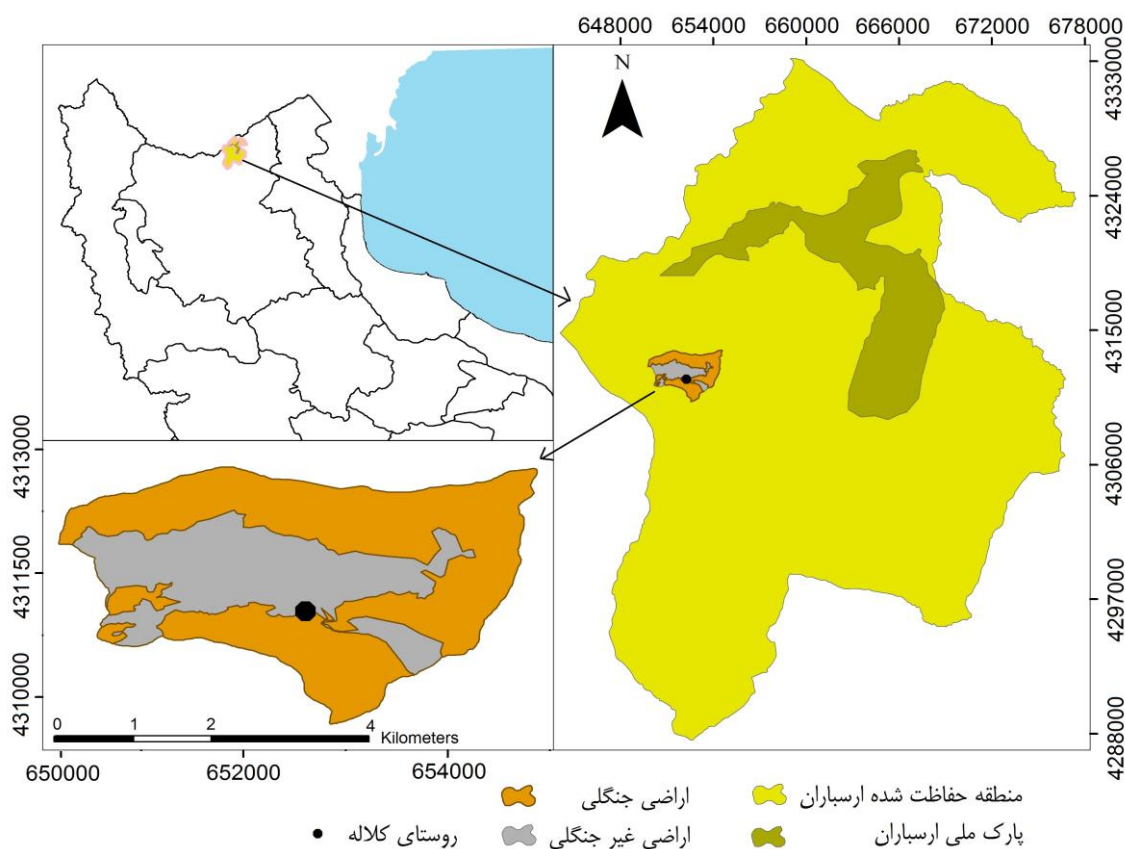 648000 654000 660000 666000 672000 678000
N
4330000
4324000
4315000
4306000
4297000
4288000
4313000
4311500
4310000
0 1 2 4
Kilometers
650000 652000 654000
منطقه حفاظت شده ارسباران
اراضی جنگلی
پارک ملی ارسباران
اراضی غیر جنگلی
روستای کلاله